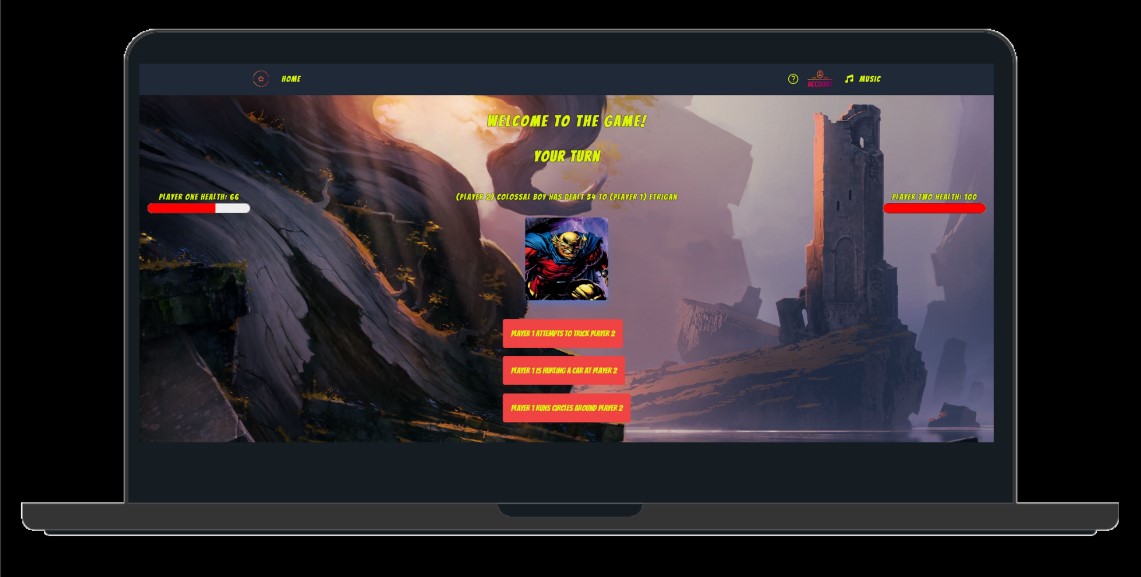 HOME
MUSIC
WELCOME TO THE GAME!
YOUR TURN
PLAYER ONE HEALTH: 66
(PLAYER 2) COLOSSAL BOY HAS DEALT 34 TO (PLAYER 1) ETRIGAN
PLAYER TWO HEALTH: 100
PLAYER 1 ATTEMPTS TO TRICK PLAYER 2
PLAYER 1 IS HURLING A CAR AT PLAYER 2
PLAYER 1 RUNS CIRCLES AROUND PLAYER 2